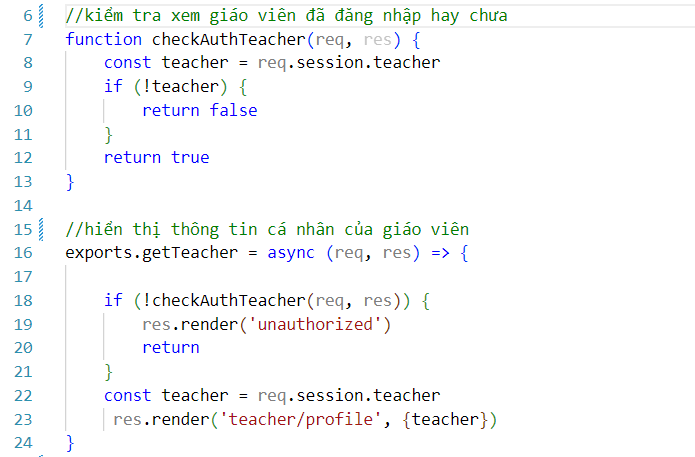 6 //kiểm tra xem giáo viên đã đăng nhập hay chưa
7 function checkAuthTeacher(req, res) {
8 const teacher = req.session.teacher
9 if (!teacher) {
10 return false
11 }
12 return true
13 }
14
15 //hiển thị thông tin cá nhân của giáo viên
16 exports.getTeacher = async (req, res) => {
17
18 if (!checkAuthTeacher(req, res)) {
19 res.render('unauthorized')
20 return
21 }
22 const teacher = req.session.teacher
23 res.render('teacher/profile', {teacher})
24 }